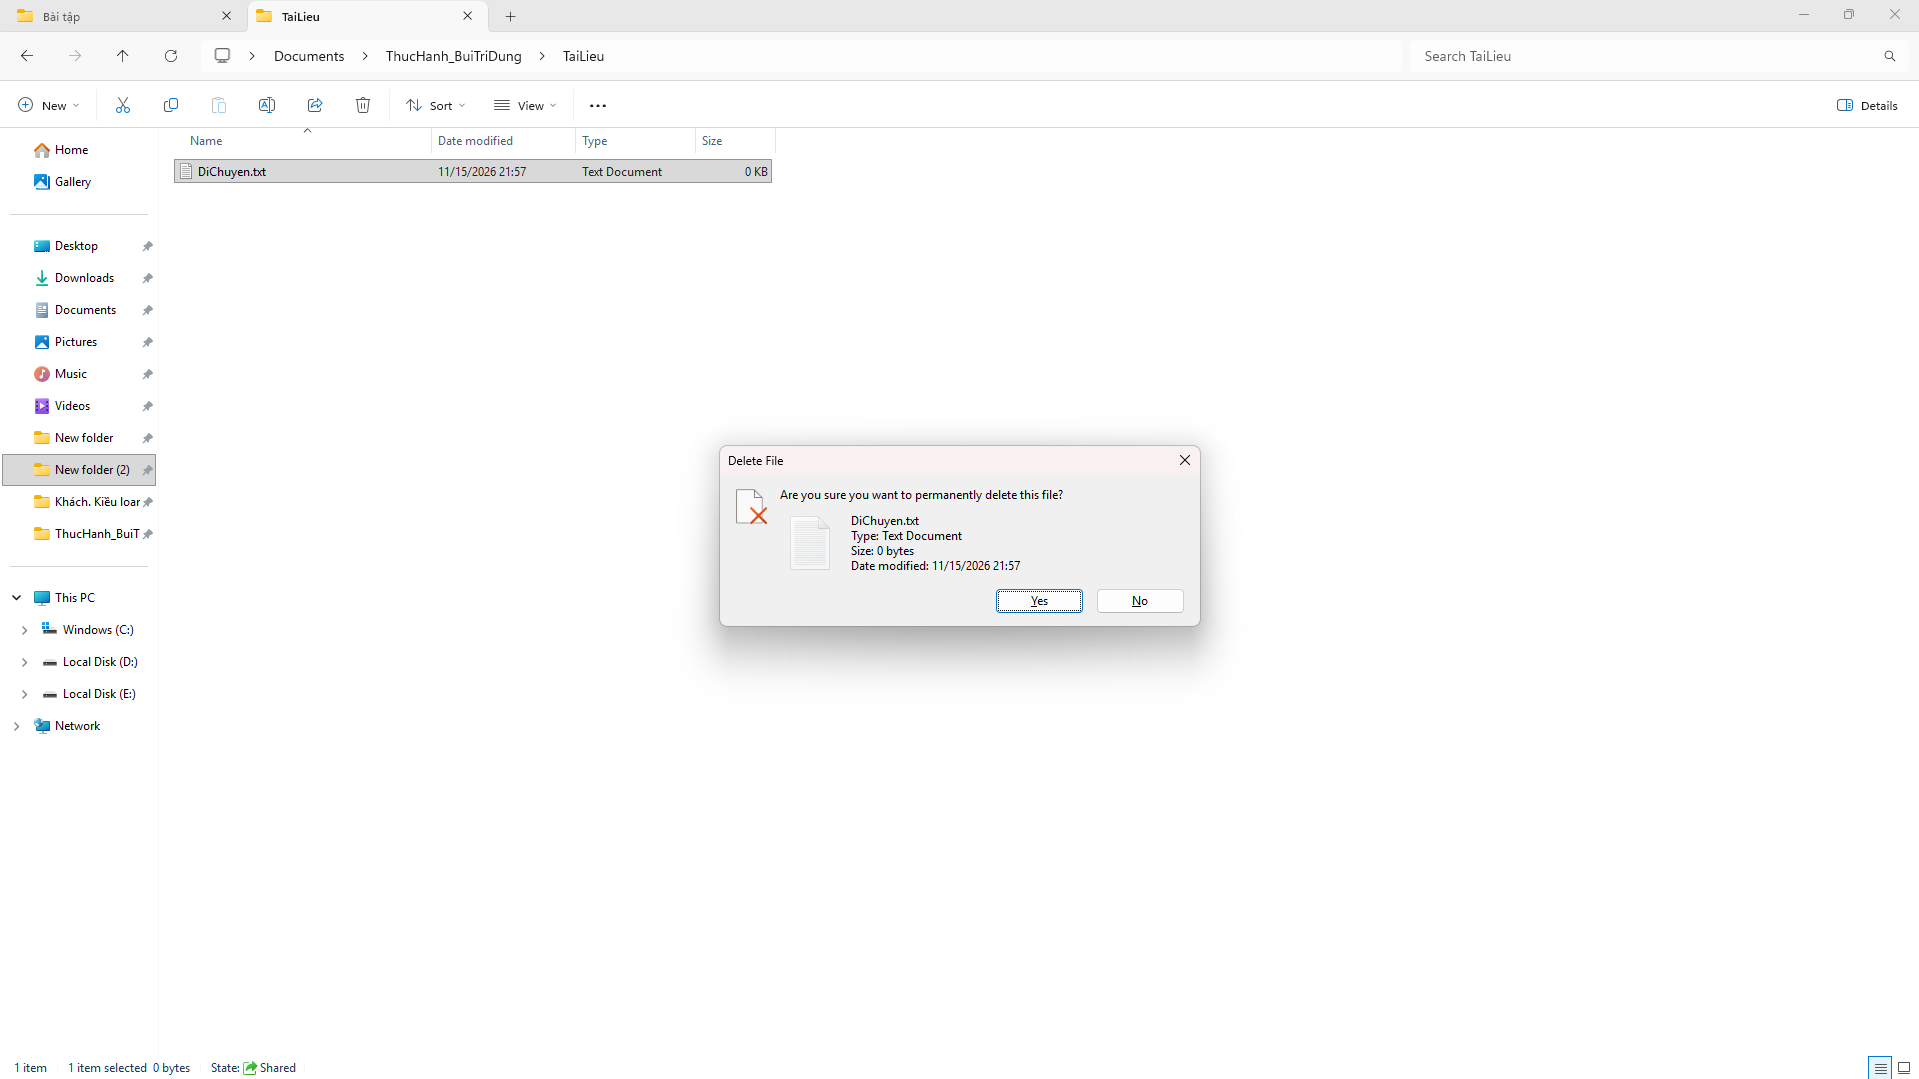 Bài tập
TaiLieu
Documents
ThucHanh_BuiTriDung
TaiLieu
Search TaiLieu
New
Sort
View
Details
Name
Date modified
Type
Size
DiChuyen.txt
11/15/2026 21:57
Text Document
0 KB
Home
Gallery
Desktop
Downloads
Documents
Pictures
Music
Videos
New folder
New folder (2)
Khách. Kiều loar
ThucHanh_BuiT
This PC
Windows (C:)
Local Disk (D:)
Local Disk (E:)
Network
Delete File
Are you sure you want to permanently delete this file?
DiChuyen.txt
Type: Text Document
Size: 0 bytes
Date modified: 11/15/2026 21:57
Yes
No
1 item
1 item selected 0 bytes
State: Shared